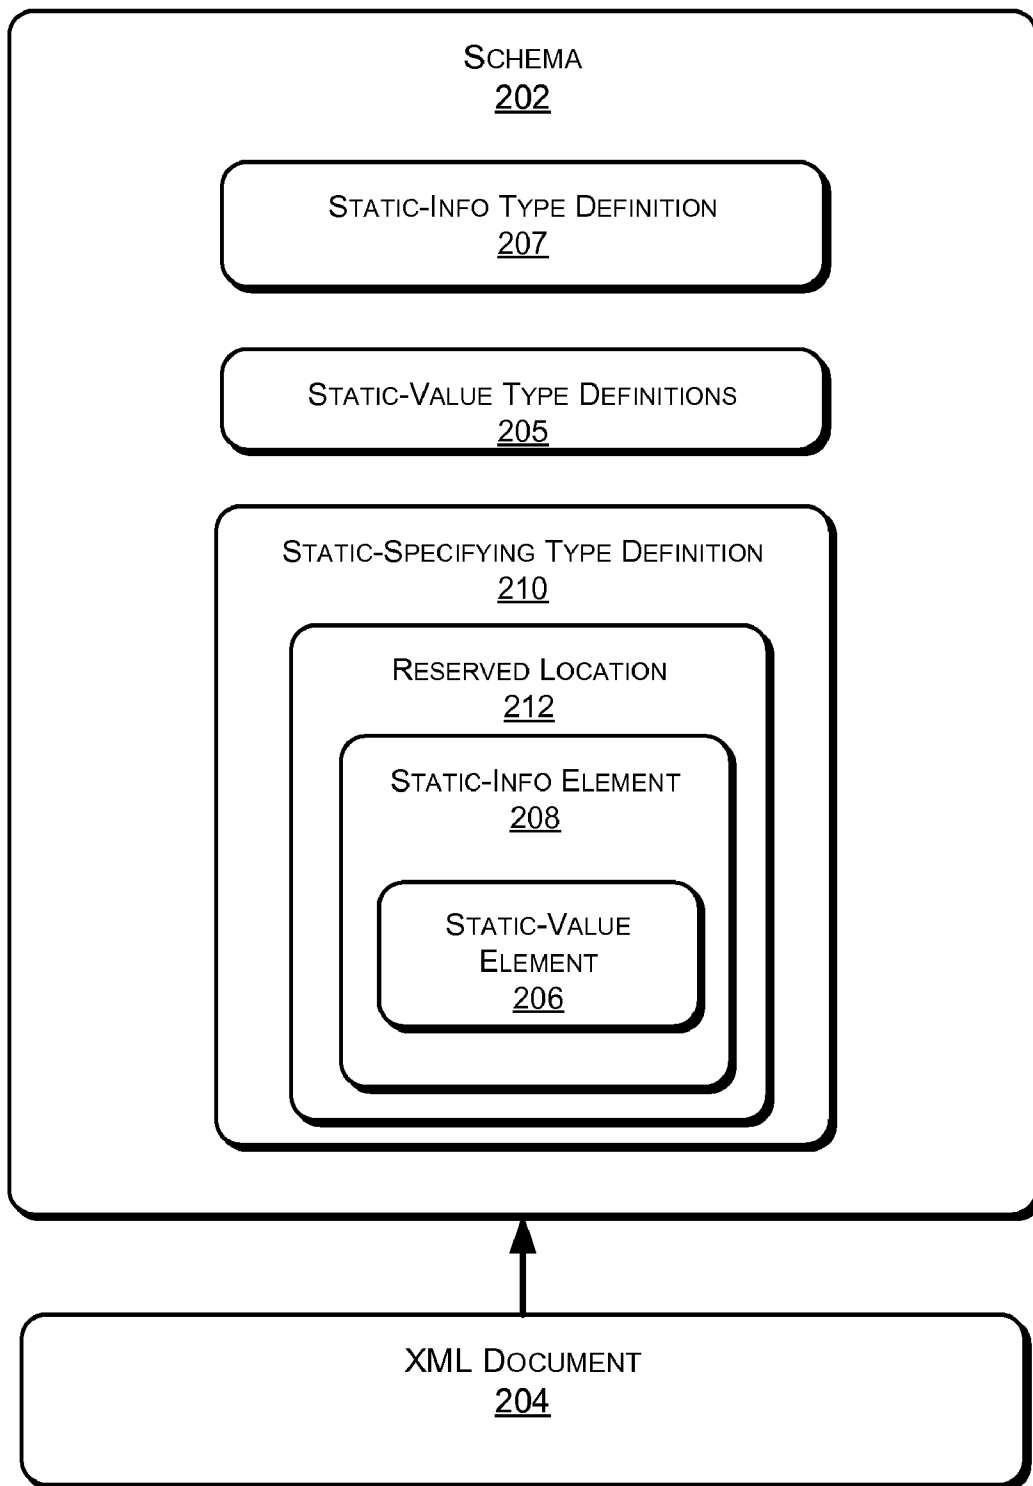 SCHEMA
202
STATIC-INFO TYPE DEFINITION
207
STATIC-VALUE TYPE DEFINITIONS
205
STATIC-SPECIFYING TYPE DEFINITION
210
RESERVED LOCATION
212
STATIC-INFO ELEMENT
208
STATIC-VALUE
ELEMENT
206
XML DOCUMENT
204